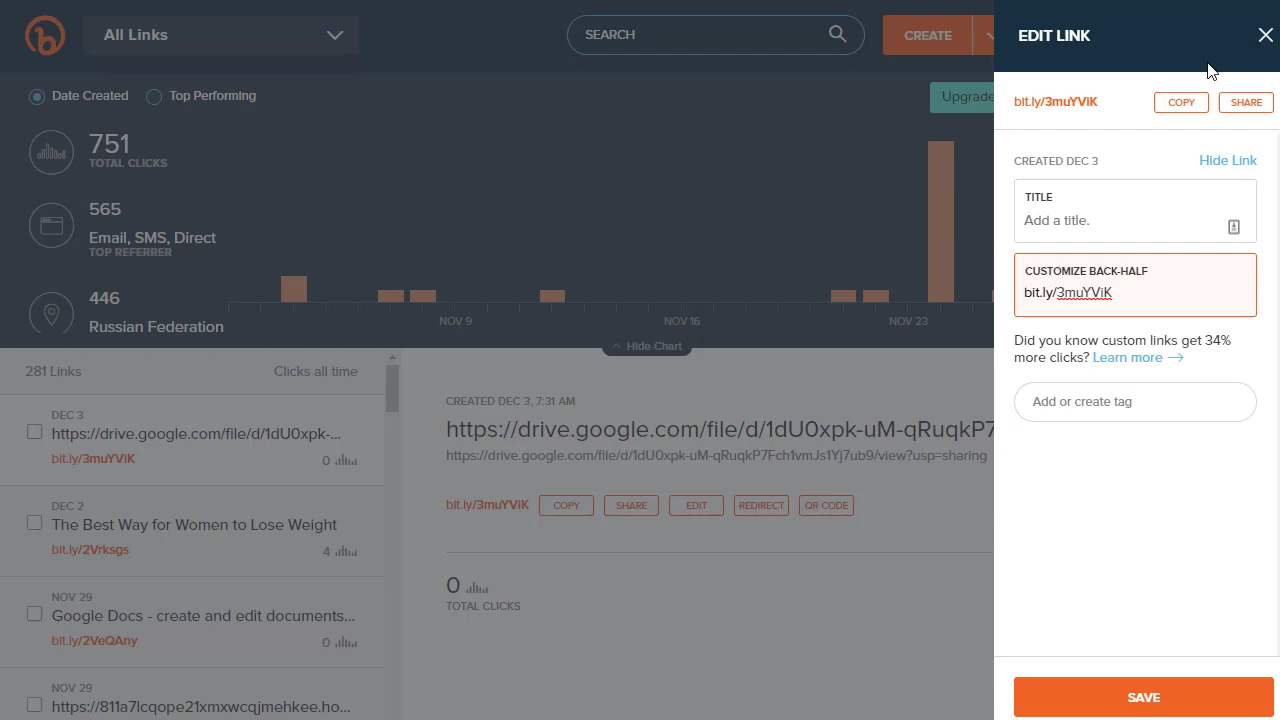 All Links
SEARCH
CREATE
EDIT LINK
Date Created
Top Performing
Upgrade
bit.ly/3muYViK
COPY
SHARE
751
TOTAL CLICKS
CREATED DEC 3
Hide Link
TITLE
Add a title.
565
Email, SMS, Direct
TOP REFERRER
CUSTOMIZE BACK-HALF
bit.ly/3muYViK
446
Russian Federation
NOV 9
NOV 16
NOV 23
Hide Chart
Did you know custom links get 34%
more clicks? Learn more →
Add or create tag
281 Links
Clicks all time
DEC 3
https://drive.google.com/file/d/1dU0xpk-...
bit.ly/3muYViK
0
DEC 2
The Best Way for Women to Lose Weight
bit.ly/2Vrksgs
4
NOV 29
Google Docs - create and edit documents...
bit.ly/2VeQAny
0
NOV 29
https://811a7lcqope21xmxwcqjmehkee.ho...
CREATED DEC 3, 7:31 AM
https://drive.google.com/file/d/1dU0xpk-uM-qRuqkP7
https://drive.google.com/file/d/1dU0xpk-uM-qRuqkP7Fch1vmJs1Yj7ub9/view?usp=sharing
bit.ly/3muYViK
COPY
SHARE
EDIT
REDIRECT
QR CODE
0
TOTAL CLICKS
SAVE